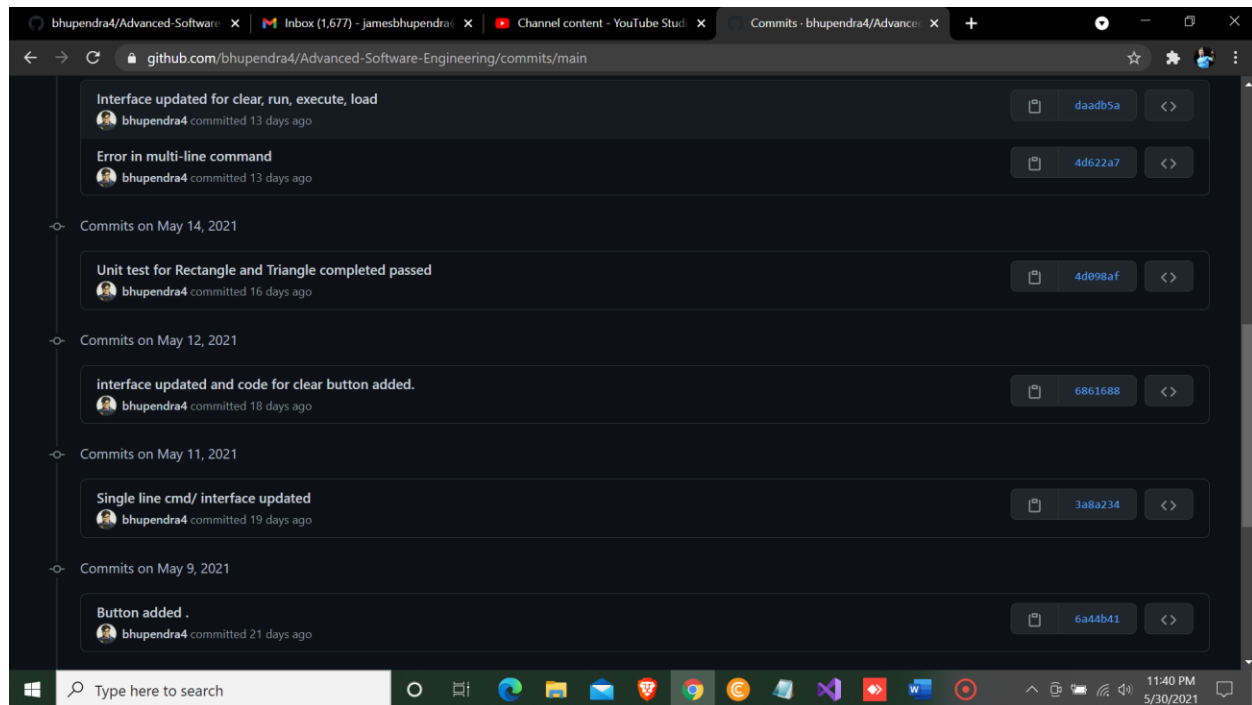 bhupendra4/Advanced-Software
Inbox (1,677) - jamesbhupendra
Channel content - YouTube Studi
Commits · bhupendra4/Advanced
github.com/bhupendra4/Advanced-Software-Engineering/commits/main
Interface updated for clear, run, execute, load
bhupendra4 committed 13 days ago
daadb5a
Error in multi-line command
bhupendra4 committed 13 days ago
4d622a7
Commits on May 14, 2021
Unit test for Rectangle and Triangle completed passed
bhupendra4 committed 16 days ago
4d098af
Commits on May 12, 2021
interface updated and code for clear button added.
bhupendra4 committed 18 days ago
6861688
Commits on May 11, 2021
Single line cmd/ interface updated
bhupendra4 committed 19 days ago
3a8a234
Commits on May 9, 2021
Button added .
bhupendra4 committed 21 days ago
6a44b41
Type here to search
11:40 PM
5/30/2021